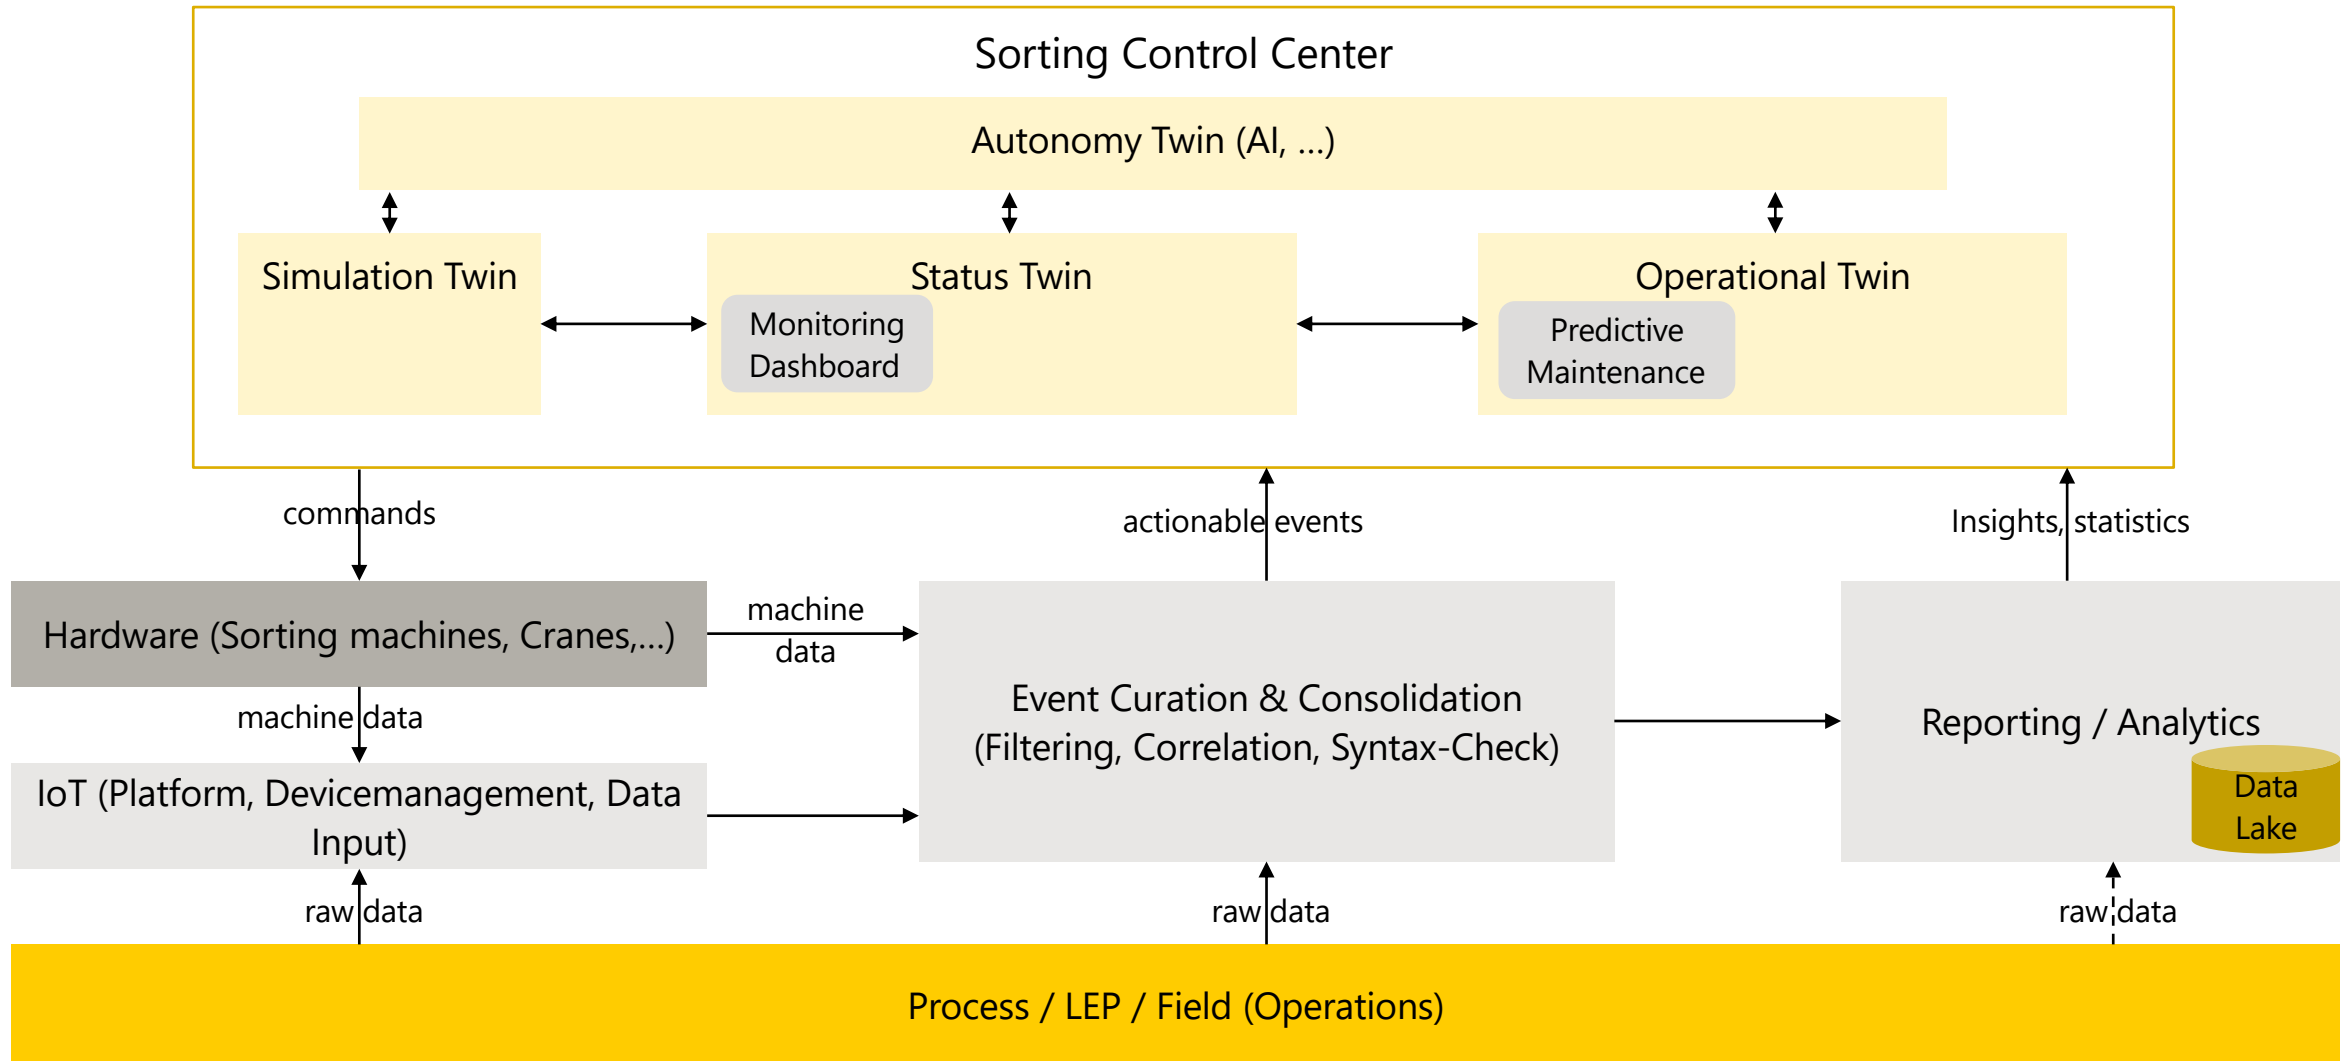 Sorting Control Center
Autonomy Twin (AI, ...)
Simulation Twin
Status Twin
Operational Twin
Monitoring
Dashboard
Predictive
Maintenance
commands
actionable events
Insights, statistics
Hardware (Sorting machines, Cranes,...)
machine
data
machine data
Event Curation & Consolidation
(Filtering, Correlation, Syntax-Check)
Reporting / Analytics
Data
Lake
IoT (Platform, Devicemanagement, Data
Input)
raw data
raw data
raw data
Process / LEP / Field (Operations)